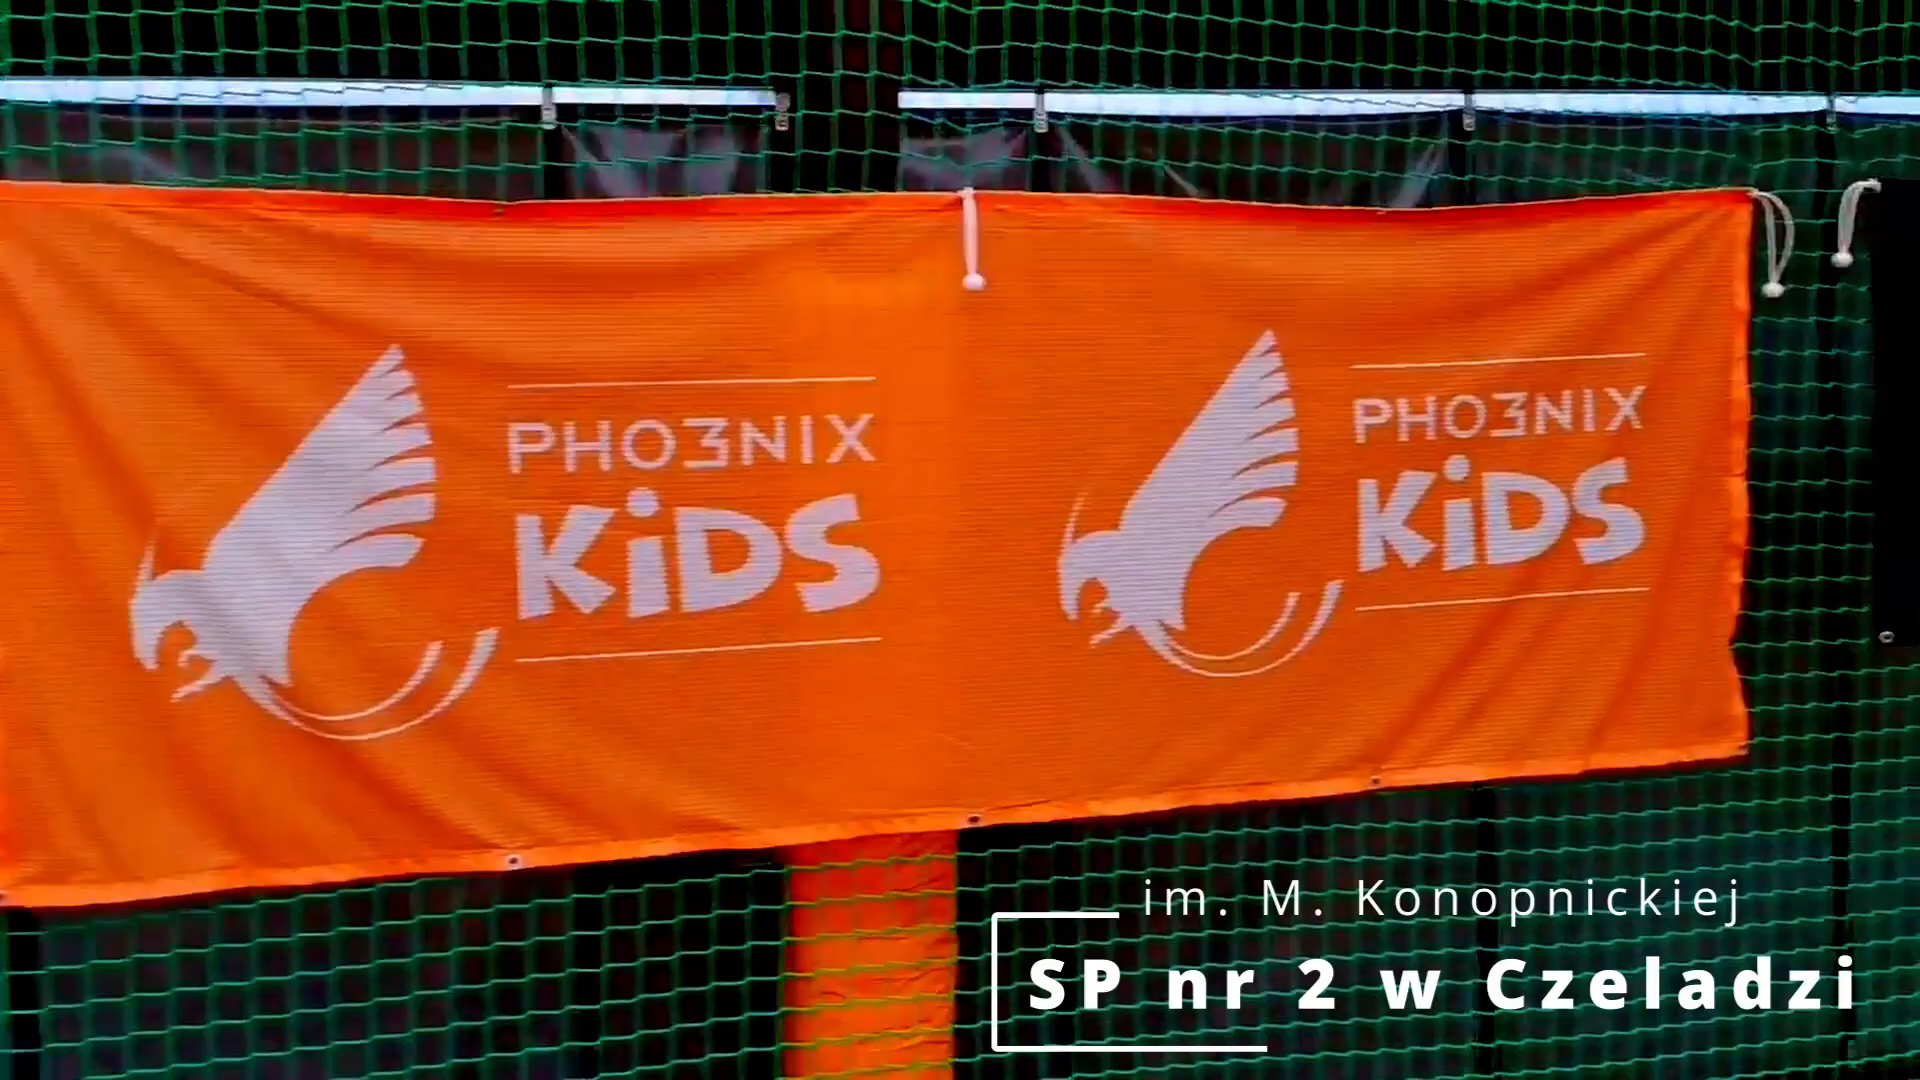 PHO3NIX
KiDS
PHO3NIX
KiDS
im. M. Konopnickiej
SP nr 2 w Czeladzi